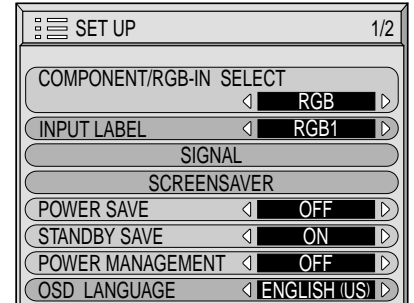 SET UP 1/2
COMPONENT/RGB-IN SELECT
RGB
INPUT LABEL RGB1
SIGNAL
SCREENSAVER
POWER SAVE OFF
STANDBY SAVE ON
POWER MANAGEMENT OFF
OSD LANGUAGE ENGLISH (US)